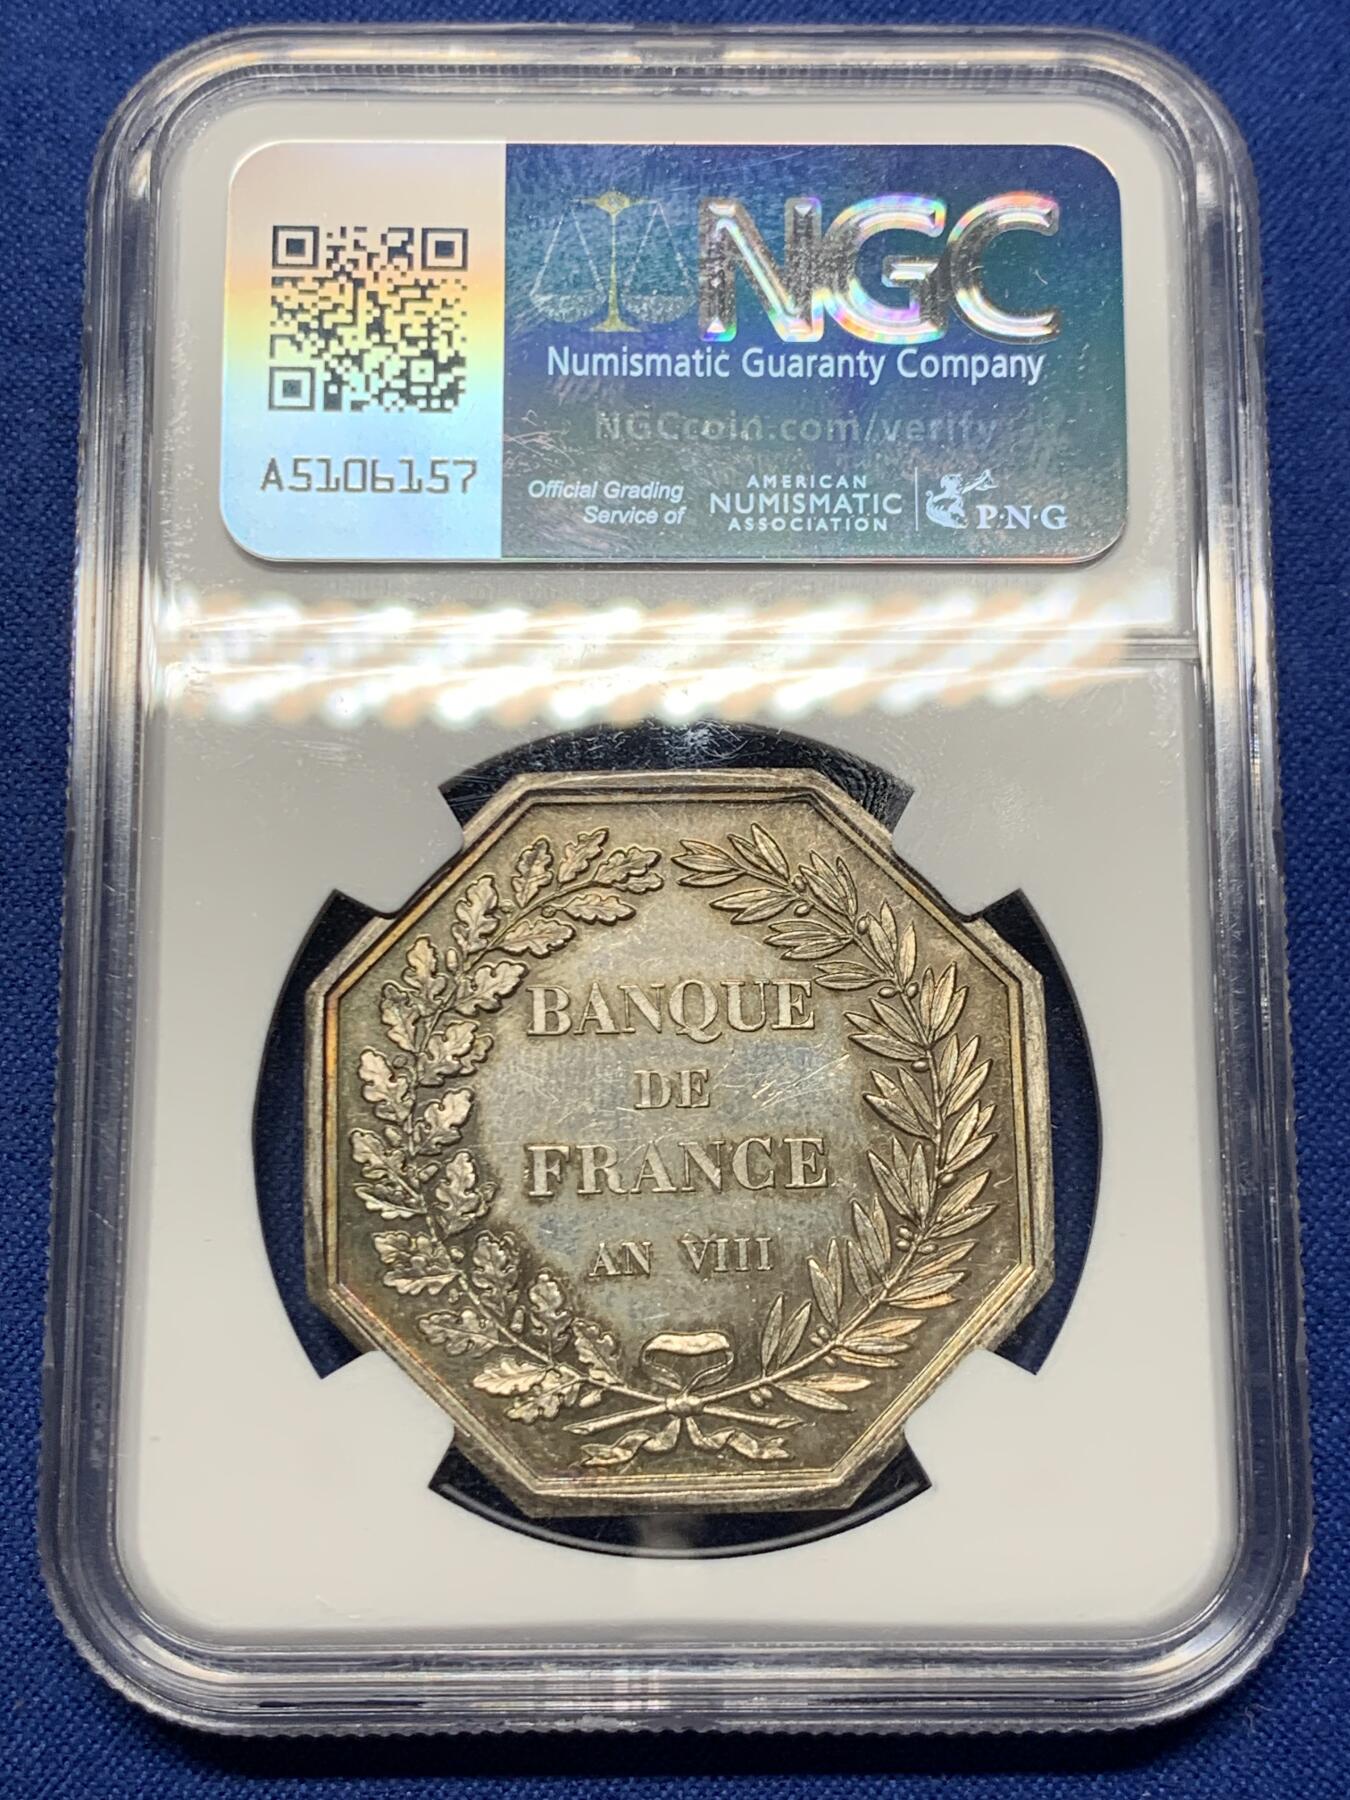 NGC
Numismatic Guaranty Company
NGCcoin.com/verify
A5106157
Official Grading
Service of
AMERICAN
NUMISMATIC
ASSOCIATION
P·N·G
BANQUE
DE
FRANCE
AN VIII